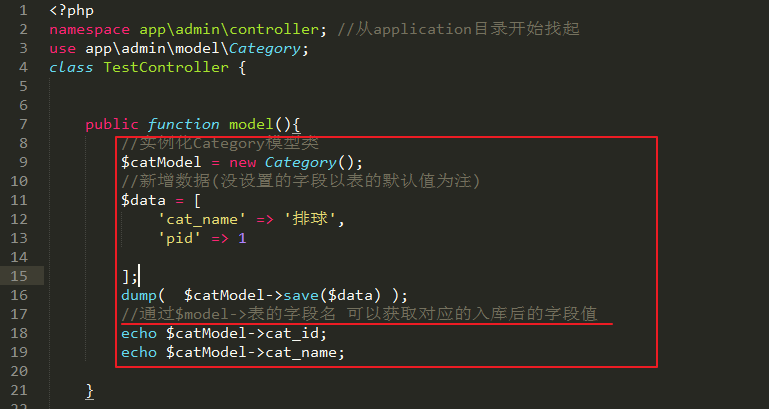 1 <?php
2 namespace app\admin\controller; //从application目录开始找起
3 use app\admin\model\Category;
4 class TestController {
5
6
7 public function model(){
8 //实例化Category模型类
9 $catModel = new Category();
10 //新增数据(没设置的字段以表的默认值为注)
11 $data = [
12 'cat_name' => '排球',
13 'pid' => 1
14
15 ];
16 dump(  $catModel->save($data) );
17 //通过$model->表的字段名 可以获取对应的入库后的字段值
18 echo $catModel->cat_id;
19 echo $catModel->cat_name;
20
21 }
22